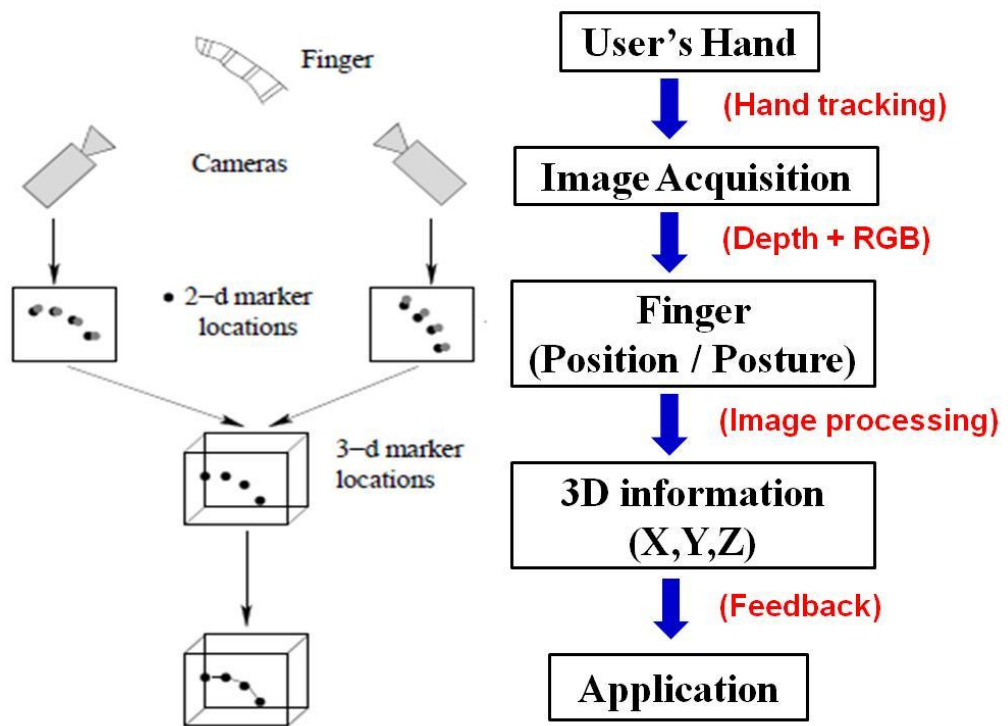 Finger
Cameras
2−d marker
locations
3−d marker
locations
User's Hand
(Hand tracking)
Image Acquisition
(Depth + RGB)
Finger
(Position / Posture)
(Image processing)
3D information
(X,Y,Z)
(Feedback)
Application